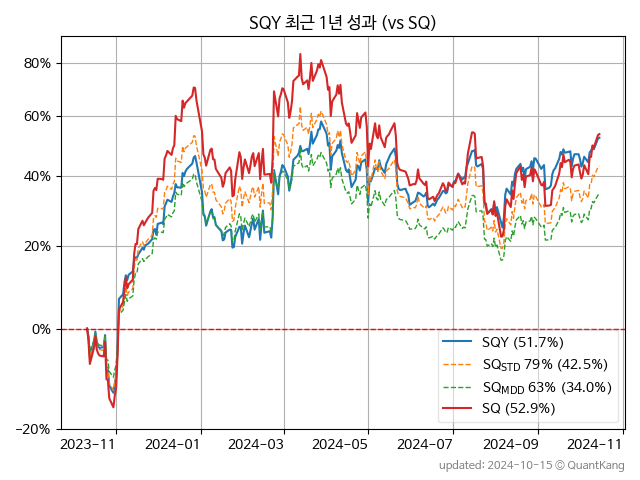 SQY 최근 1년 성과 (vs SQ)
80%
60%
40%
20%
0%
−20%
SQY (51.7%)
SQSTD 79% (42.5%)
SQMDD 63% (34.0%)
SQ (52.9%)
2023−11
2024−01
2024−03
2024−05
2024−07
2024−09
2024−11
updated: 2024-10-15 © QuantKang